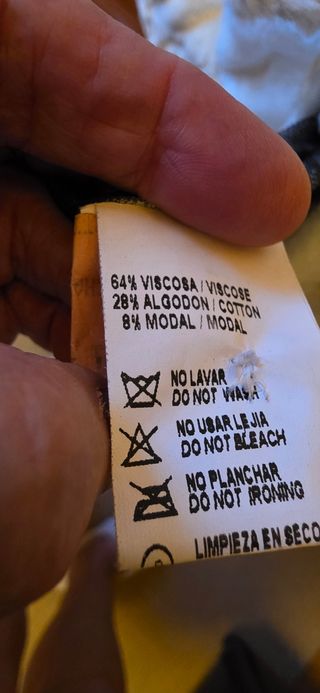 64% VISCOSA / VISCOSE
28% ALGODON / COTTON
8% MODAL / MODAL
NO LAVAR
DO NOT WASH
NO USAR LEJIA
DO NOT BLEACH
NO PLANCHAR
DO NOT IRONING
LIMPIEZA EN SECO